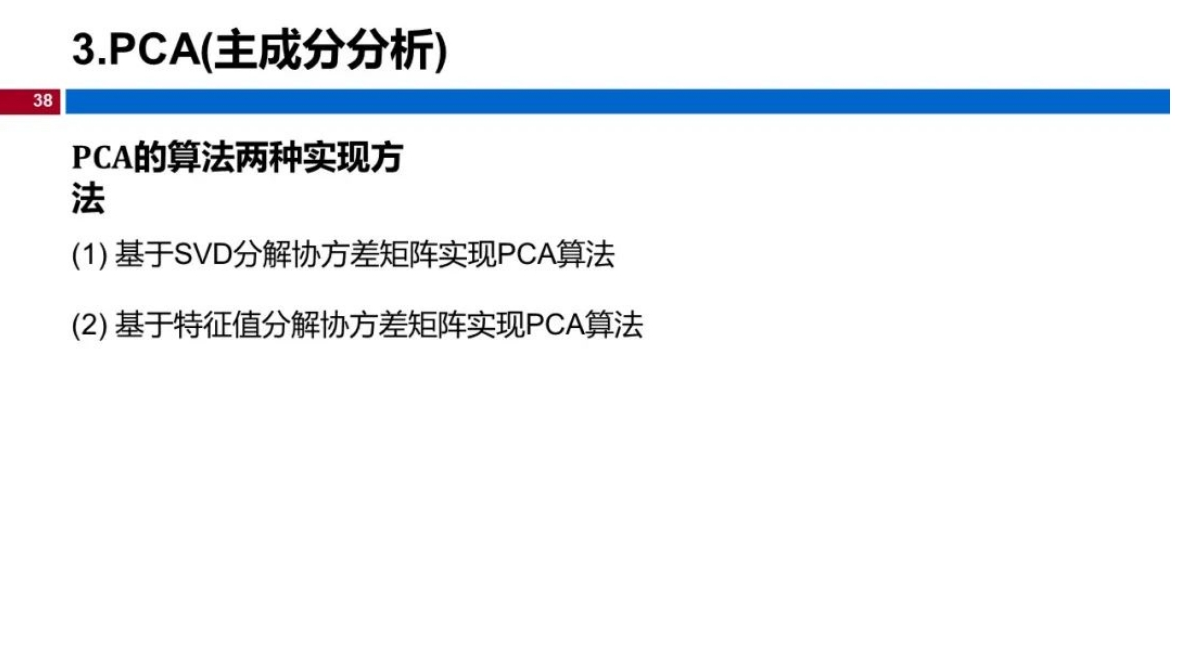 3.PCA(主成分分析)
38
PCA的算法两种实现方
法
(1) 基于SVD分解协方差矩阵实现PCA算法
(2) 基于特征值分解协方差矩阵实现PCA算法